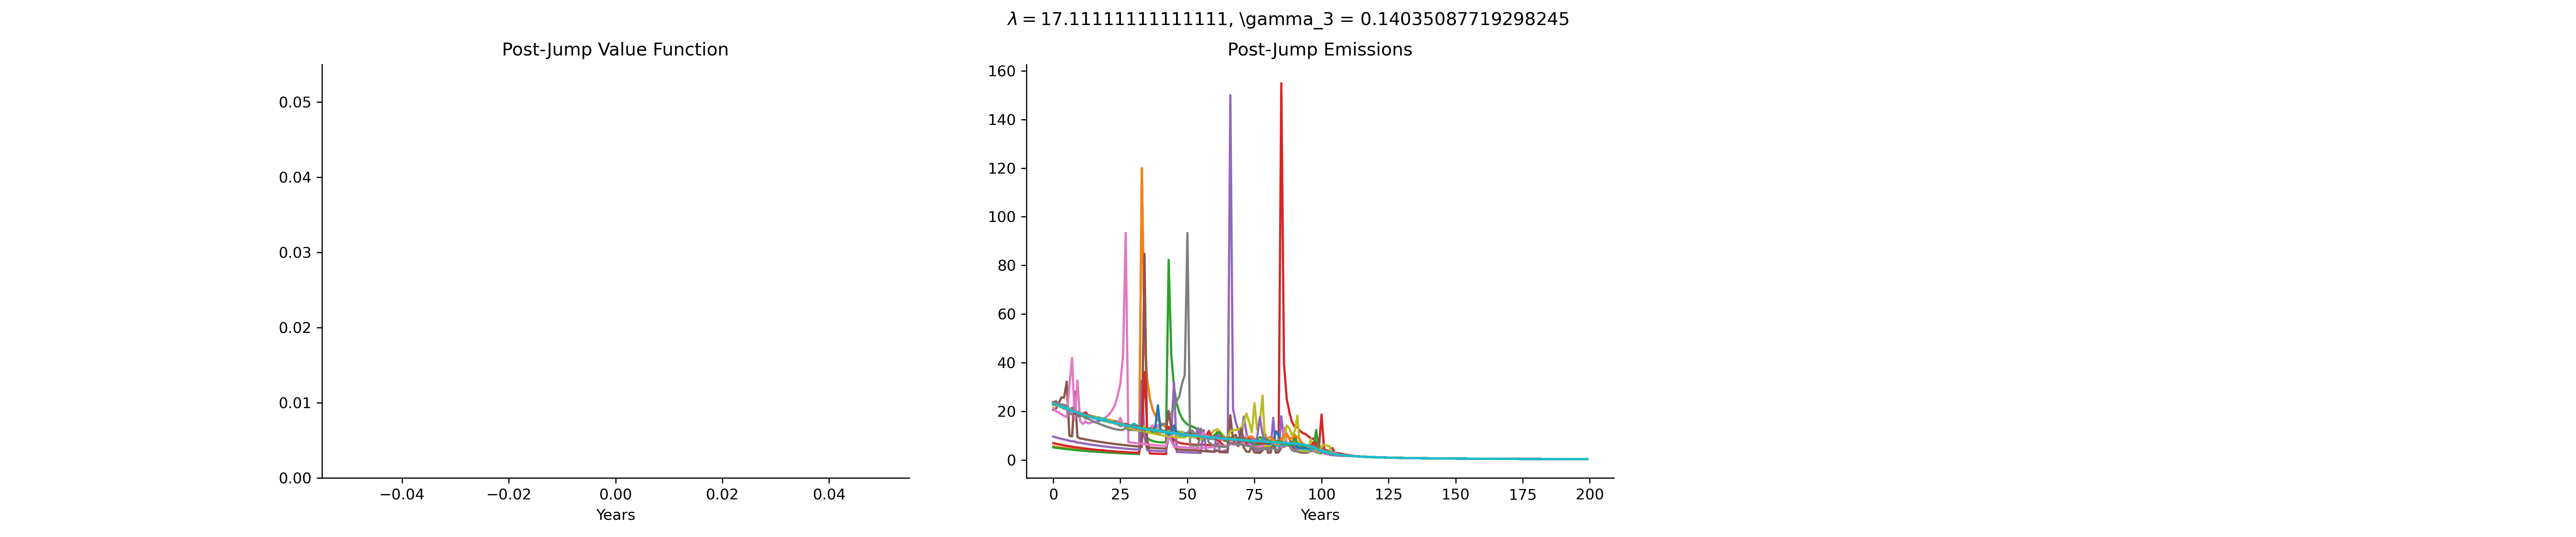 λ = 17.11111111111111, \gamma_3 = 0.14035087719298245
Post-Jump Value Function
0.05
0.04
0.03
0.02
0.01
0.00
−0.04 −0.02 0.00 0.02 0.04
Years
Post-Jump Emissions
160
140
120
100
80
60
40
20
0
0 25 50 75 100 125 150 175 200
Years